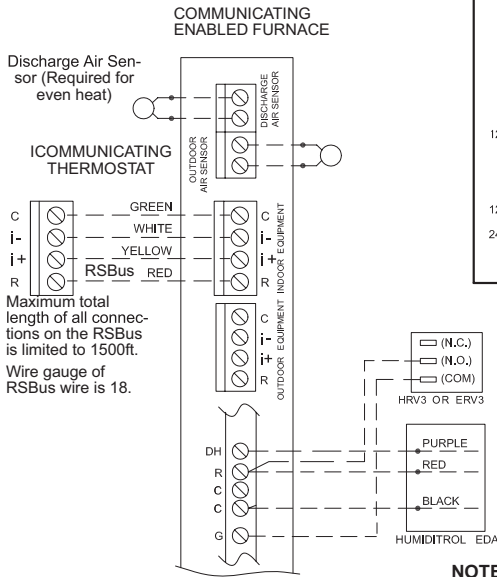 COMMUNICATING
ENABLED FURNACE
Discharge Air Sen-
sor (Required for
even heat)
DISCHARGE
AIR SENSOR
OUTDOOR
AIR SENSOR
ICOMMUNICATING
THERMOSTAT
C
i-
i+
R
GREEN
WHITE
YELLOW
RSBus RED
C
i-
i+
R
INDOOR EQUIPMENT
Maximum total
length of all connec-
tions on the RSBus
is limited to 1500ft.
Wire gauge of
RSBus wire is 18.
C
i-
i+
R
OUTDOOR EQUIPMENT
DH
R
C
C
G
(N.C.)
(N.O.)
(COM)
HRV3 OR ERV3
PURPLE
RED
BLACK
HUMIDITROL EDA
NOTE